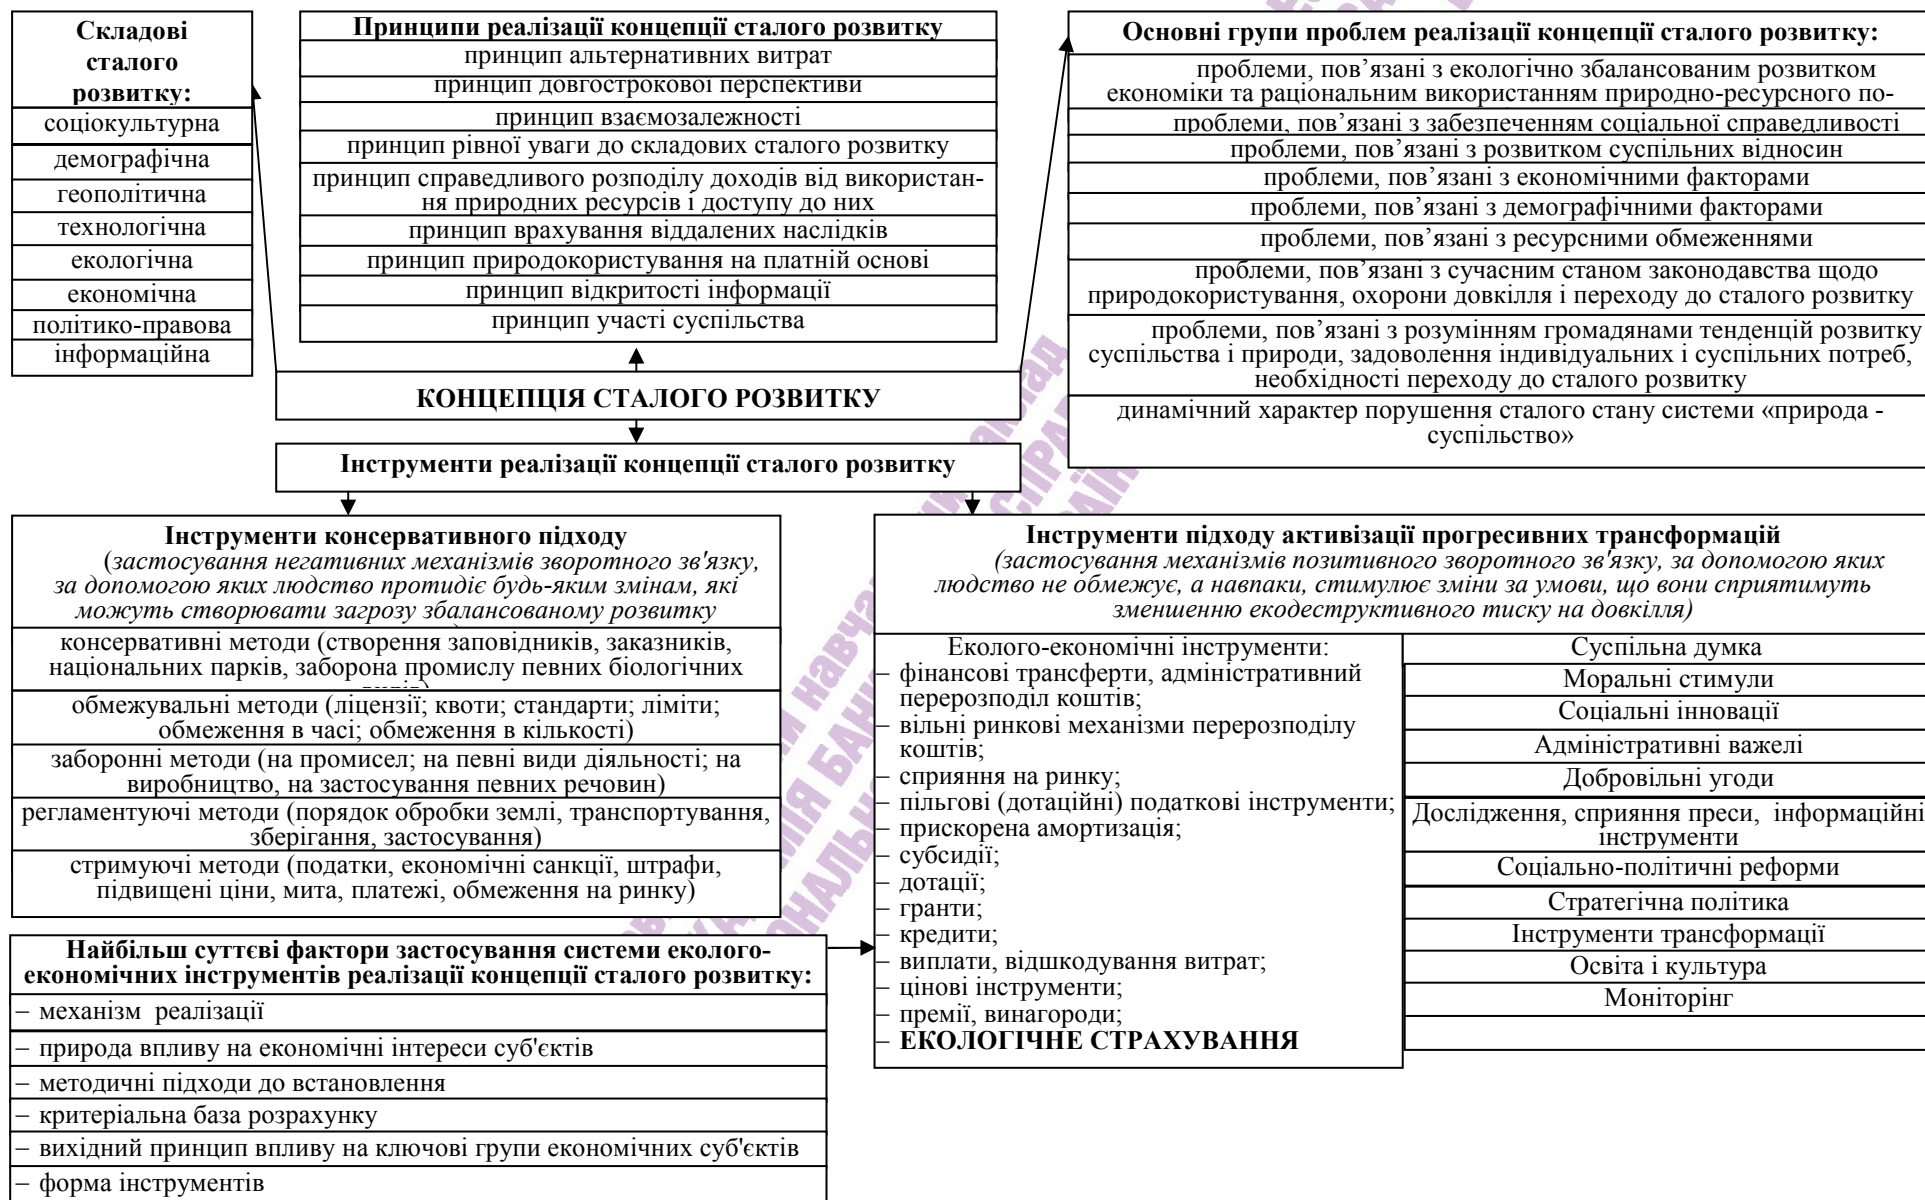 Складові
сталого
розвитку:
соціокультурна
демографічна
геополітична
технологічна
екологічна
економічна
політико-правова
інформаційна
Принципи реалізації концепції сталого розвитку
принцип альтернативних витрат
принцип довгострокової перспективи
принцип взаємозалежності
принцип рівної уваги до складових сталого розвитку
принцип справедливого розподілу доходів від використан-
ня природних ресурсів і доступу до них
принцип врахування віддалених наслідків
принцип природокористування на платній основі
принцип відкритості інформації
принцип участі суспільства
Основні групи проблем реалізації концепції сталого розвитку:
проблеми, пов’язані з екологічно збалансованим розвитком
економіки та раціональним використанням природно-ресурсного по-
проблеми, пов’язані з забезпеченням соціальної справедливості
проблеми, пов’язані з розвитком суспільних відносин
проблеми, пов’язані з економічними факторами
проблеми, пов’язані з демографічними факторами
проблеми, пов’язані з ресурсними обмеженнями
проблеми, пов’язані з сучасним станом законодавства щодо
природокористування, охорони довкілля і переходу до сталого розвитку
проблеми, пов’язані з розумінням громадянами тенденцій розвитку
суспільства і природи, задоволення індивідуальних і суспільних потреб,
необхідності переходу до сталого розвитку
динамічний характер порушення сталого стану системи «природа -
суспільство»
КОНЦЕПЦІЯ СТАЛОГО РОЗВИТКУ
Інструменти реалізації концепції сталого розвитку
Інструменти консервативного підходу
(застосування негативних механізмів зворотного зв'язку,
за допомогою яких людство протидіє будь-яким змінам, які
можуть створювати загрозу збалансованому розвитку
консервативні методи (створення заповідників, заказників,
національних парків, заборона промислу певних біологічних
обмежувальні методи (ліцензії; квоти; стандарти; ліміти;
обмеження в часі; обмеження в кількості)
заборонні методи (на промисел; на певні види діяльності; на
виробництво, на застосування певних речовин)
регламентуючі методи (порядок обробки землі, транспортування,
зберігання, застосування)
стримуючі методи (податки, економічні санкції, штрафи,
підвищені ціни, мита, платежі, обмеження на ринку)
Інструменти підходу активізації прогресивних трансформацій
(застосування механізмів позитивного зворотного зв'язку, за допомогою яких
людство не обмежує, а навпаки, стимулює зміни за умови, що вони сприятимуть
зменшенню екодеструктивного тиску на довкілля)
Еколого-економічні інструменти:
– фінансові трансферти, адміністративний
перерозподіл коштів;
– вільні ринкові механізми перерозподілу
коштів;
– сприяння на ринку;
– пільгові (дотаційні) податкові інструменти;
– прискорена амортизація;
– субсидії;
– дотації;
– гранти;
– кредити;
– виплати, відшкодування витрат;
– цінові інструменти;
– премії, винагороди;
– ЕКОЛОГІЧНЕ СТРАХУВАННЯ
Суспільна думка
Моральні стимули
Соціальні інновації
Адміністративні важелі
Добровільні угоди
Дослідження, сприяння преси, інформаційні
інструменти
Соціально-політичні реформи
Стратегічна політика
Інструменти трансформації
Освіта і культура
Моніторінг
Найбільш суттєві фактори застосування системи еколого-
економічних інструментів реалізації концепції сталого розвитку:
– механізм реалізації
– природа впливу на економічні інтереси суб'єктів
– методичні підходи до встановлення
– критеріальна база розрахунку
– вихідний принцип впливу на ключові групи економічних суб'єктів
– форма інструментів